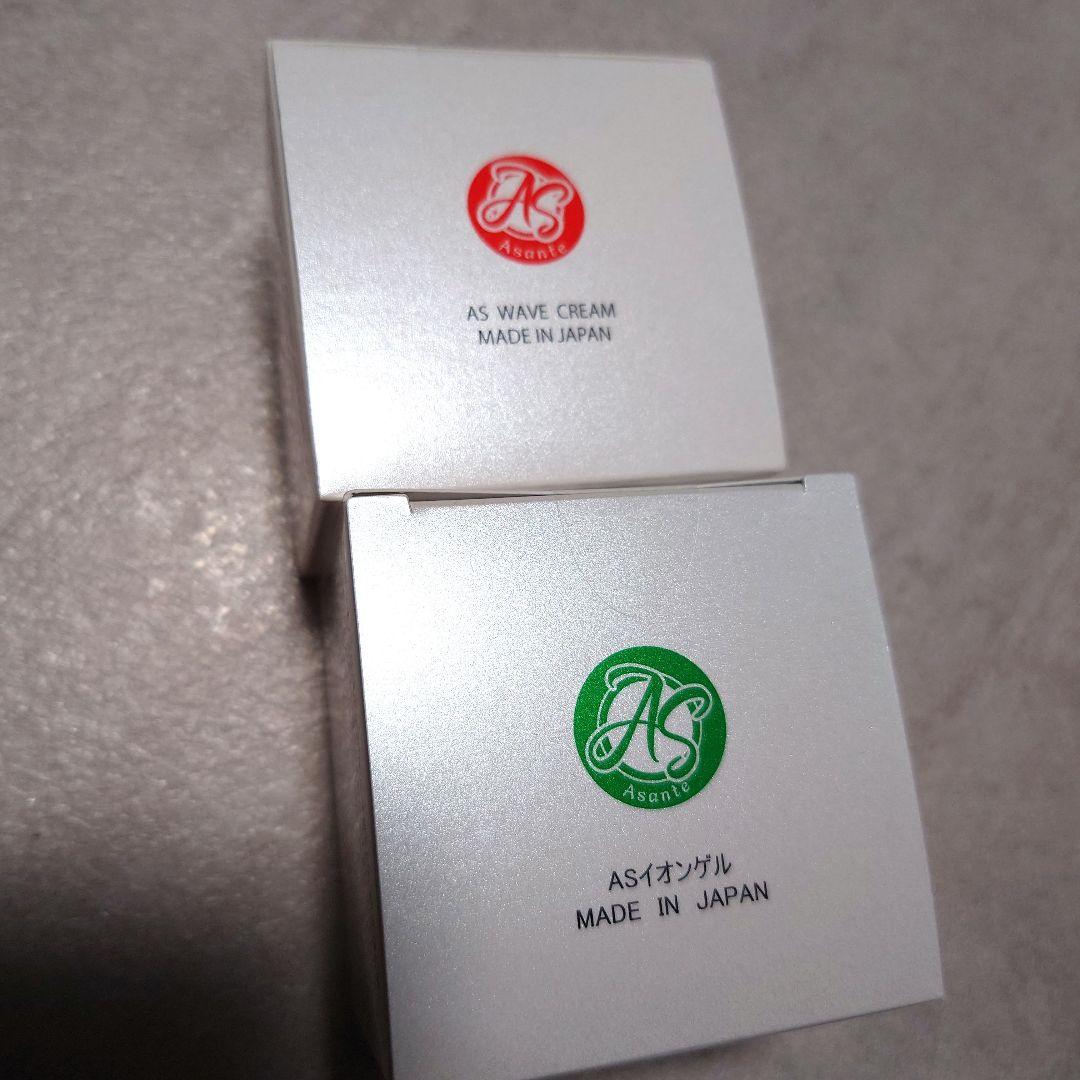 AS
Asante
AS WAVE CREAM
MADE IN JAPAN
AS
Asante
ASイオンゲル
MADE IN JAPAN